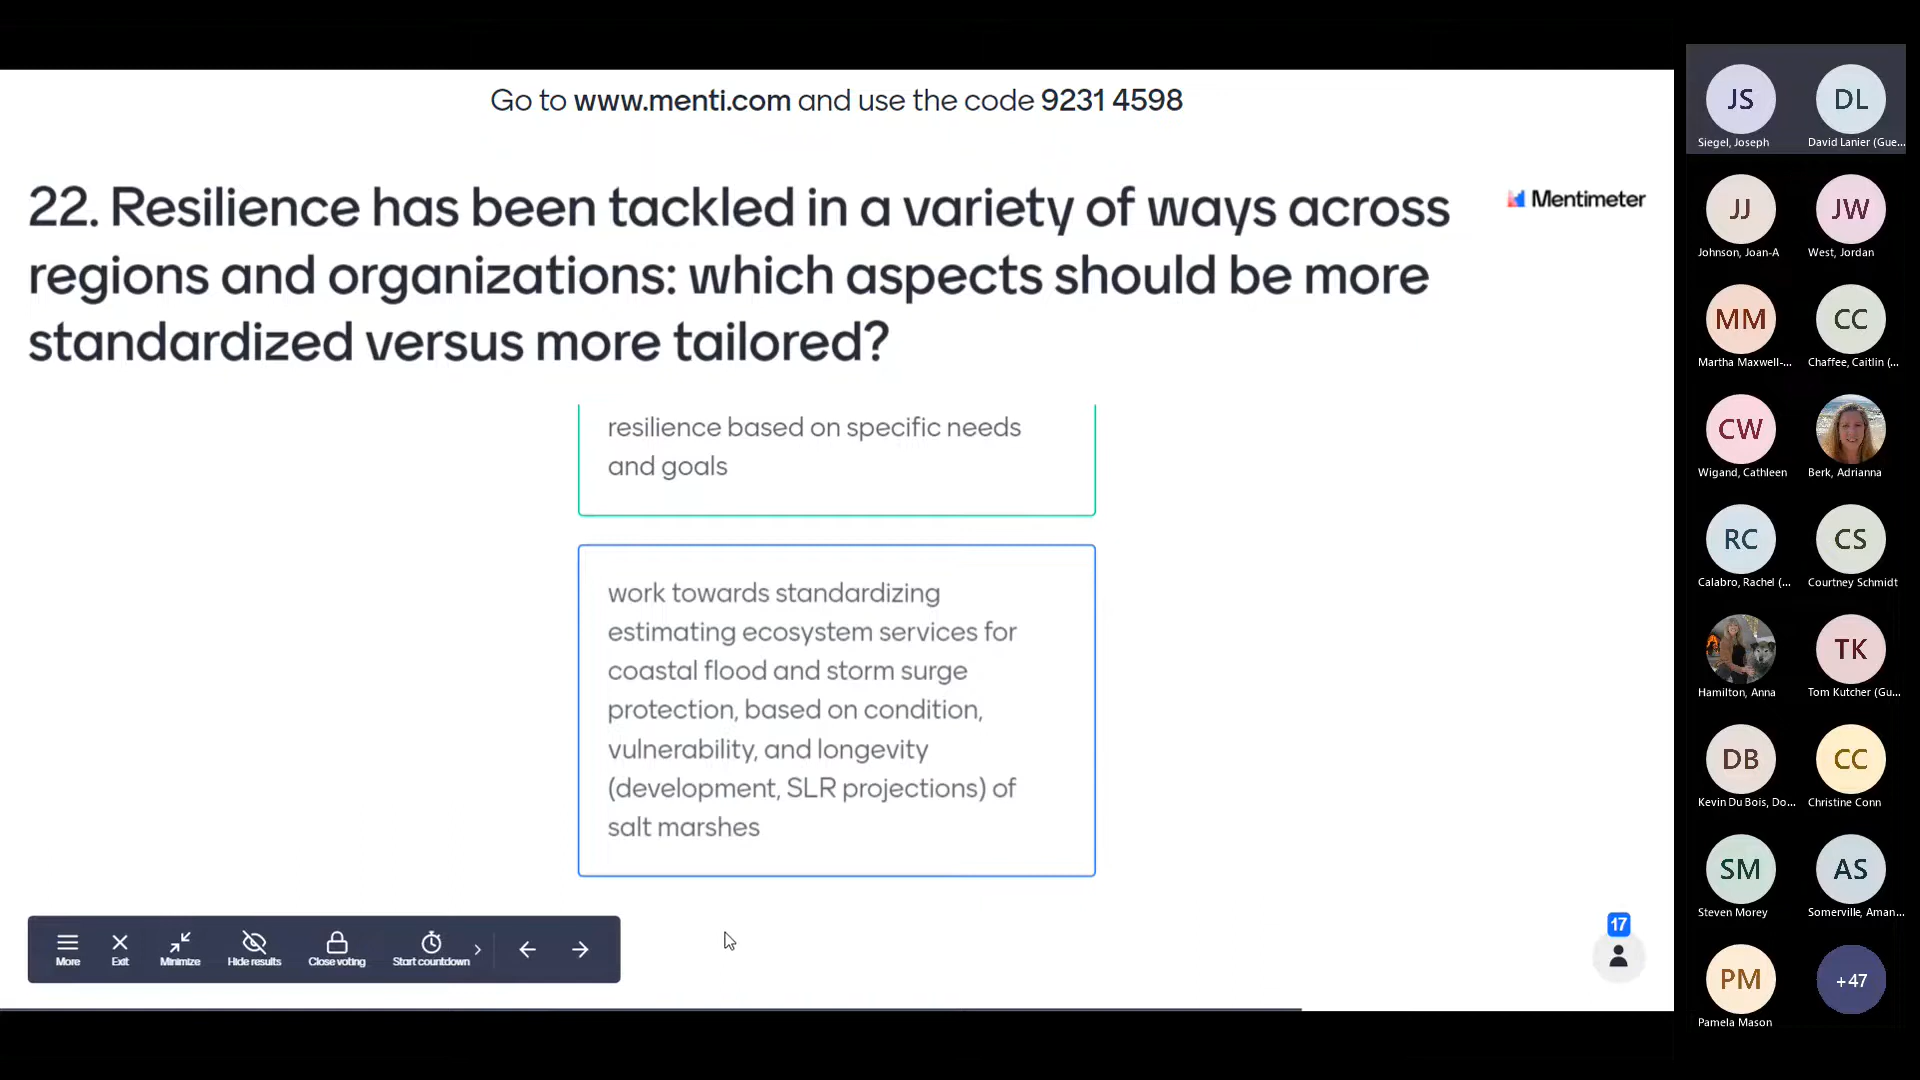 Go to www.menti.com and use the code 9231 4598
22. Resilience has been tackled in a variety of ways across
regions and organizations: which aspects should be more
standardized versus more tailored?
Mentimeter
resilience based on specific needs
and goals
work towards standardizing
estimating ecosystem services for
coastal flood and storm surge
protection, based on condition,
vulnerability, and longevity
(development, SLR projections) of
salt marshes
More
Exit
Minimize
Hide results
Close voting
Start countdown
17
JS
Siegel, Joseph
DL
David Lanier (Gue...
JJ
Johnson, Joan-A
JW
West, Jordan
MM
Martha Maxwell-...
CC
Chaffee, Caitlin (...
CW
Wigand, Cathleen
Berk, Adrianna
RC
Calabro, Rachel (...
CS
Courtney Schmidt
Hamilton, Anna
TK
Tom Kutcher (Gu...
DB
Kevin Du Bois, Do...
CC
Christine Conn
SM
Steven Morey
AS
Somerville, Aman...
PM
Pamela Mason
+47